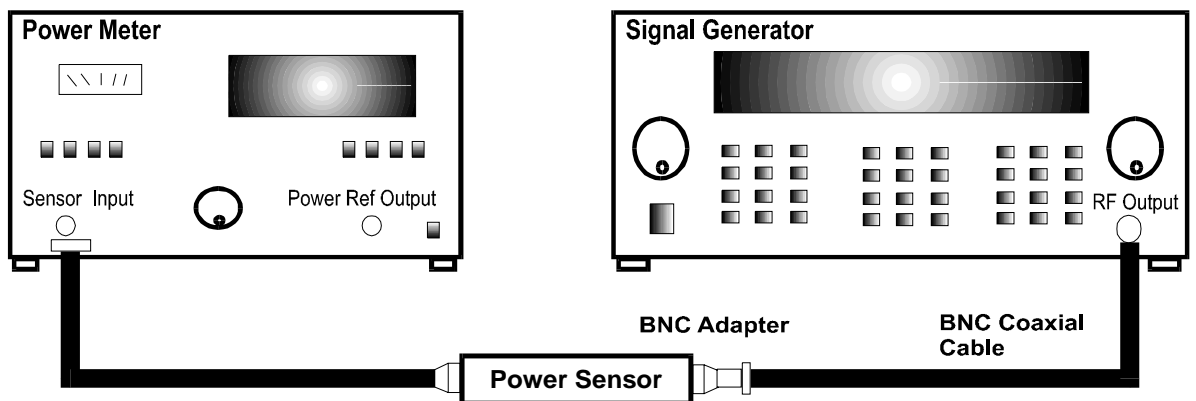 Power Meter
Signal Generator
Sensor Input
Power Ref Output
RF Output
BNC Adapter
BNC Coaxial
Cable
Power Sensor